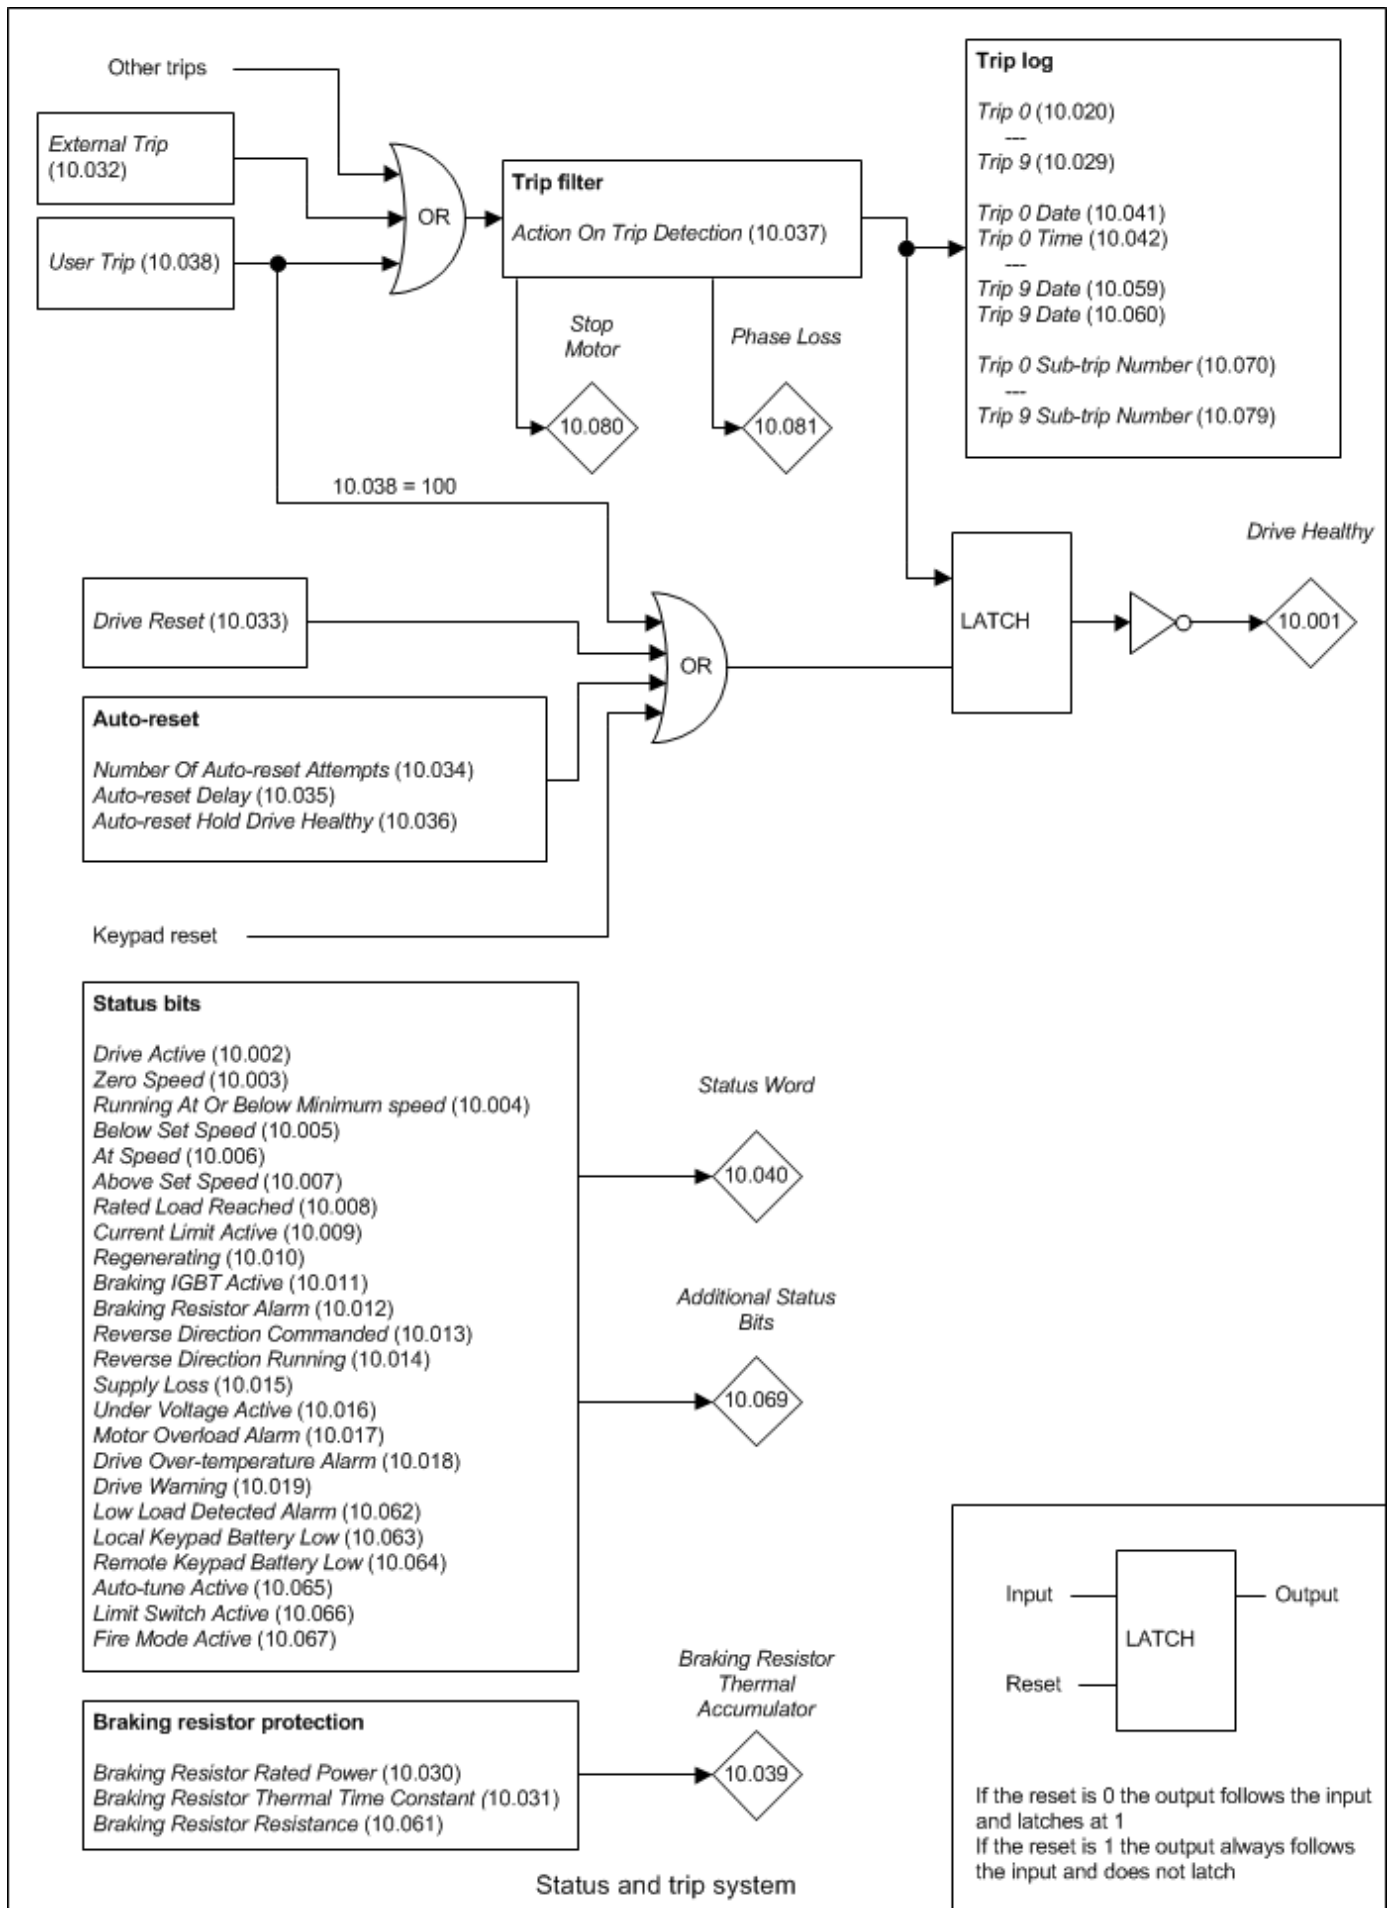 Other trips
External Trip
(10.032)
User Trip (10.038)
OR
Trip filter
Action On Trip Detection (10.037)
Stop
Motor
10.080
Phase Loss
10.081
Trip log
Trip 0 (10.020)
---
Trip 9 (10.029)
Trip 0 Date (10.041)
Trip 0 Time (10.042)
---
Trip 9 Date (10.059)
Trip 9 Date (10.060)
Trip 0 Sub-trip Number (10.070)
---
Trip 9 Sub-trip Number (10.079)
10.038 = 100
Drive Reset (10.033)
Auto-reset
Number Of Auto-reset Attempts (10.034)
Auto-reset Delay (10.035)
Auto-reset Hold Drive Healthy (10.036)
Keypad reset
OR
LATCH
Drive Healthy
10.001
Status bits
Drive Active (10.002)
Zero Speed (10.003)
Running At Or Below Minimum speed (10.004)
Below Set Speed (10.005)
At Speed (10.006)
Above Set Speed (10.007)
Rated Load Reached (10.008)
Current Limit Active (10.009)
Regenerating (10.010)
Braking IGBT Active (10.011)
Braking Resistor Alarm (10.012)
Reverse Direction Commanded (10.013)
Reverse Direction Running (10.014)
Supply Loss (10.015)
Under Voltage Active (10.016)
Motor Overload Alarm (10.017)
Drive Over-temperature Alarm (10.018)
Drive Warning (10.019)
Low Load Detected Alarm (10.062)
Local Keypad Battery Low (10.063)
Remote Keypad Battery Low (10.064)
Auto-tune Active (10.065)
Limit Switch Active (10.066)
Fire Mode Active (10.067)
Status Word
10.040
Additional Status
Bits
10.069
Braking resistor protection
Braking Resistor Rated Power (10.030)
Braking Resistor Thermal Time Constant (10.031)
Braking Resistor Resistance (10.061)
Braking Resistor
Thermal
Accumulator
10.039
Input
Output
LATCH
Reset
If the reset is 0 the output follows the input
and latches at 1
If the reset is 1 the output always follows
the input and does not latch
Status and trip system